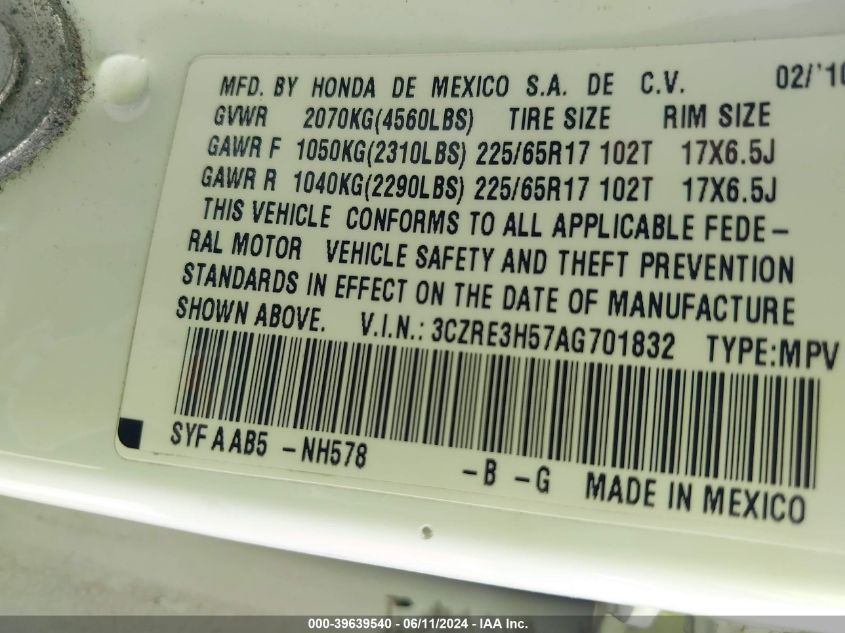 MFD. BY HONDA DE MEXICO S.A. DE C.V. 02/'10
GVWR 2070KG(4560LBS) TIRE SIZE RIM SIZE
GAWR F 1050KG(2310LBS) 225/65R17 102T 17X6.5J
GAWR R 1040KG(2290LBS) 225/65R17 102T 17X6.5J
THIS VEHICLE CONFORMS TO ALL APPLICABLE FEDE-
RAL MOTOR VEHICLE SAFETY AND THEFT PREVENTION
STANDARDS IN EFFECT ON THE DATE OF MANUFACTURE
SHOWN ABOVE. V.I.N.: 3CZRE3H57AG701832 TYPE:MPV
SYFAAB5 -NH578 -B -G MADE IN MEXICO
000-39639540 - 06/11/2024 - IAA Inc.